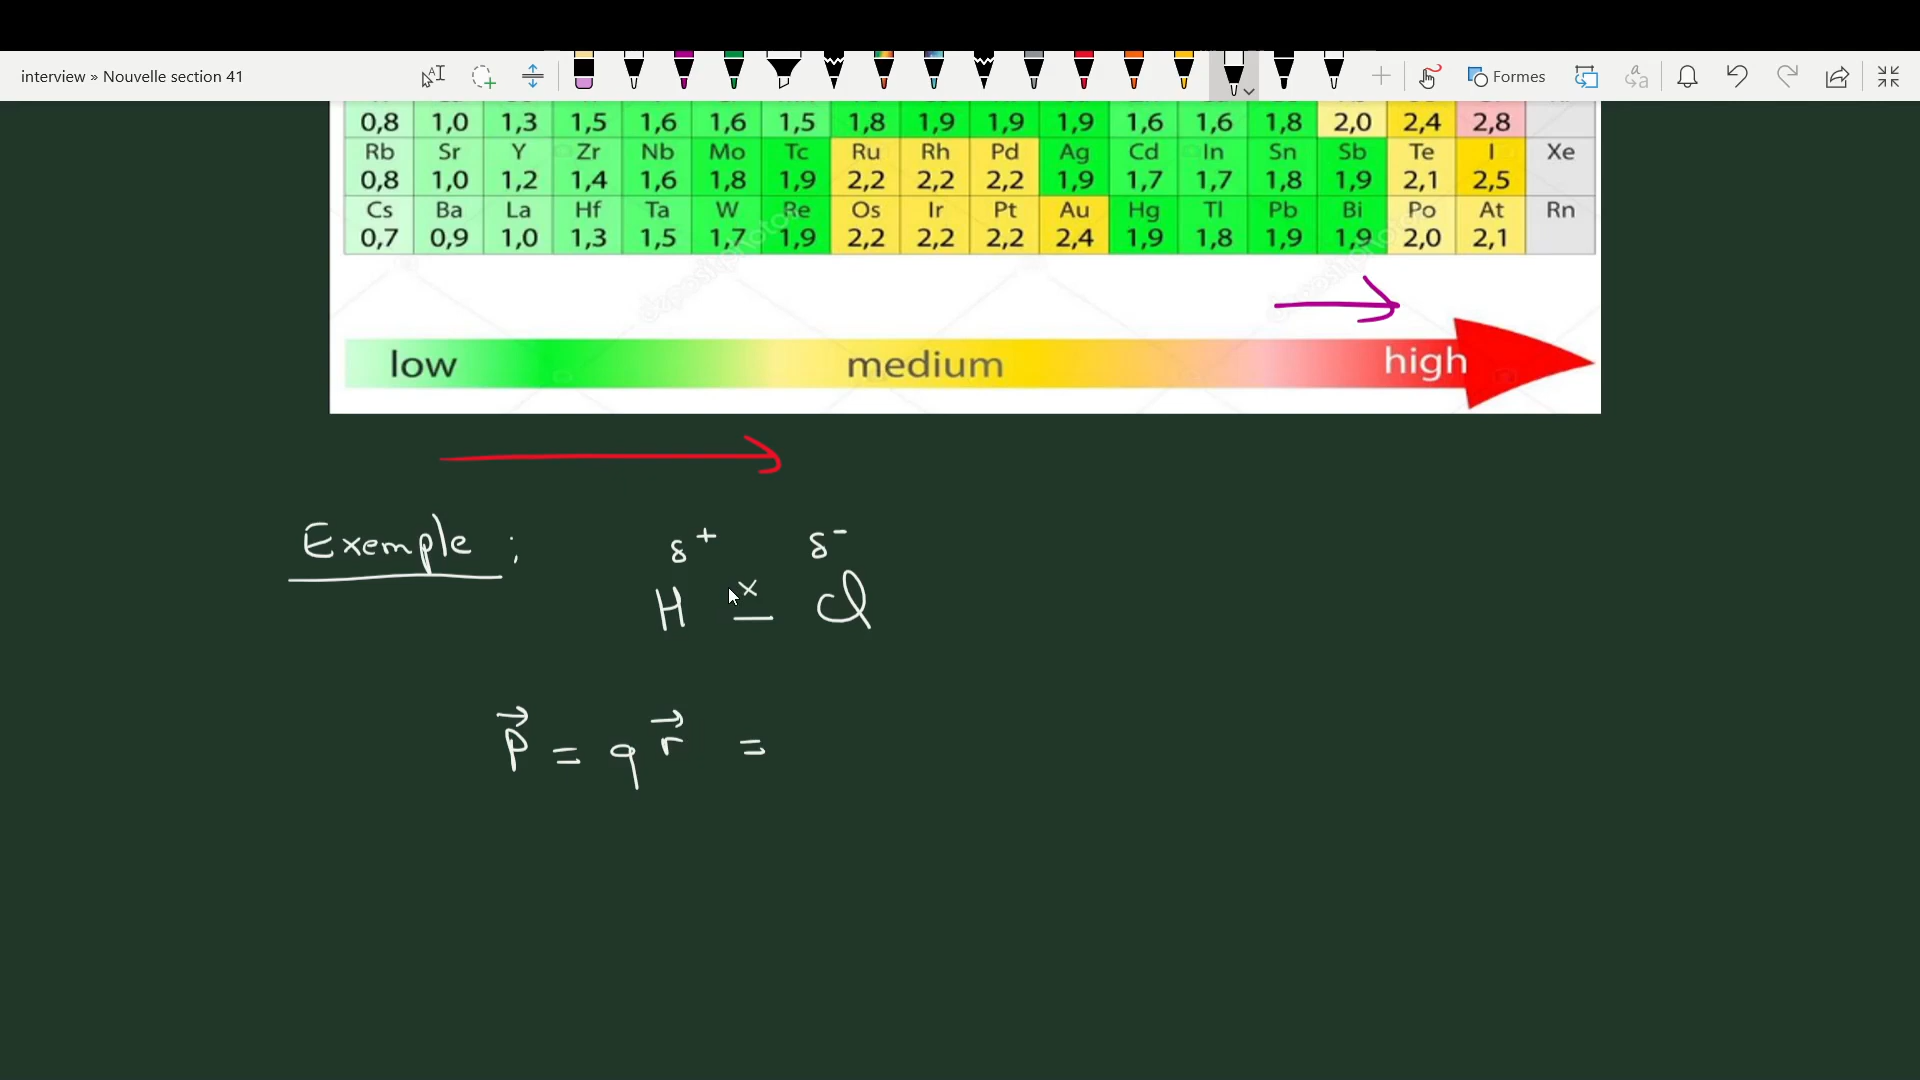 interview » Nouvelle section 41
Formes
0,8 1,0 1,3 1,5 1,6 1,6 1,5 1,8 1,9 1,9 1,9 1,6 1,6 1,8 2,0 2,4 2,8
Rb Sr Y Zr Nb Mo Tc Ru Rh Pd Ag Cd In Sn Sb Te I Xe
0,8 1,0 1,2 1,4 1,6 1,8 1,9 2,2 2,2 2,2 1,9 1,7 1,7 1,8 1,9 2,1 2,5
Cs Ba La Hf Ta W Re Os Ir Pt Au Hg Tl Pb Bi Po At Rn
0,7 0,9 1,0 1,3 1,5 1,7 1,9 2,2 2,2 2,2 2,4 1,9 1,8 1,9 1,9 2,0 2,1
low medium high
Exemple :
δ+ δ-
H x — Cl
p⃗ = q r⃗ =